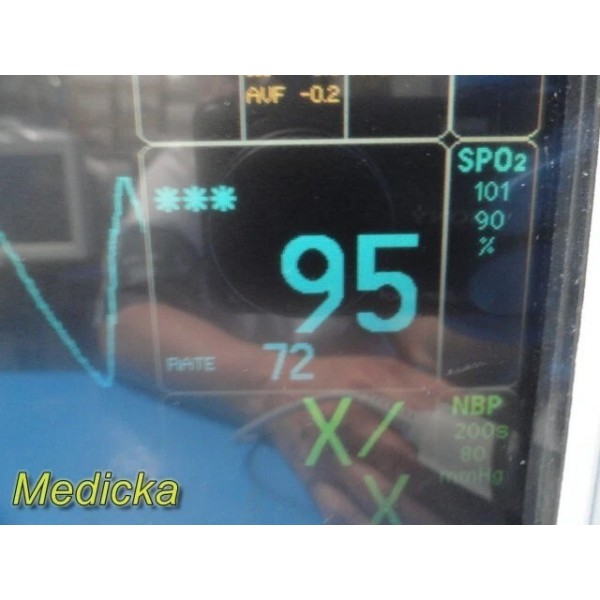 AVF -0.2
***
SPO2
101
90
%
95
RATE 72
NBP
200s
80
mmHg
X/
X
Medicka